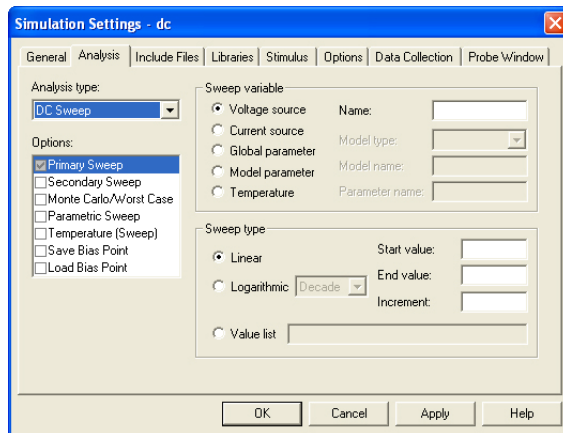 Simulation Settings - dc
General Analysis Include Files Libraries Stimulus Options Data Collection Probe Window
Analysis type:
DC Sweep
Options:
Primary Sweep
Secondary Sweep
Monte Carlo/Worst Case
Parametric Sweep
Temperature (Sweep)
Save Bias Point
Load Bias Point
Sweep variable
Voltage source
Name:
Current source
Model type:
Global parameter
Model parameter
Model name:
Temperature
Parameter name:
Sweep type
Linear
Start value:
End value:
Logarithmic Decade
Increment:
Value list
OK Cancel Apply Help